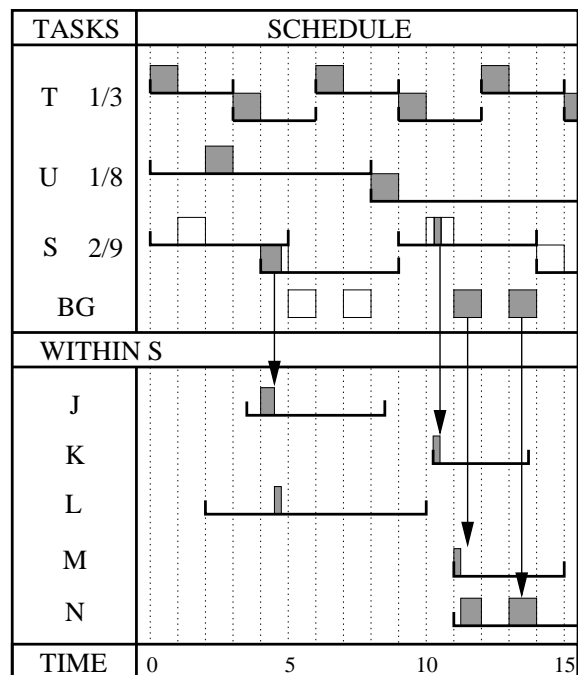 TASKS SCHEDULE
T 1/3
U 1/8
S 2/9
BG
WITHIN S
J
K
L
M
N
TIME 0 5 10 15